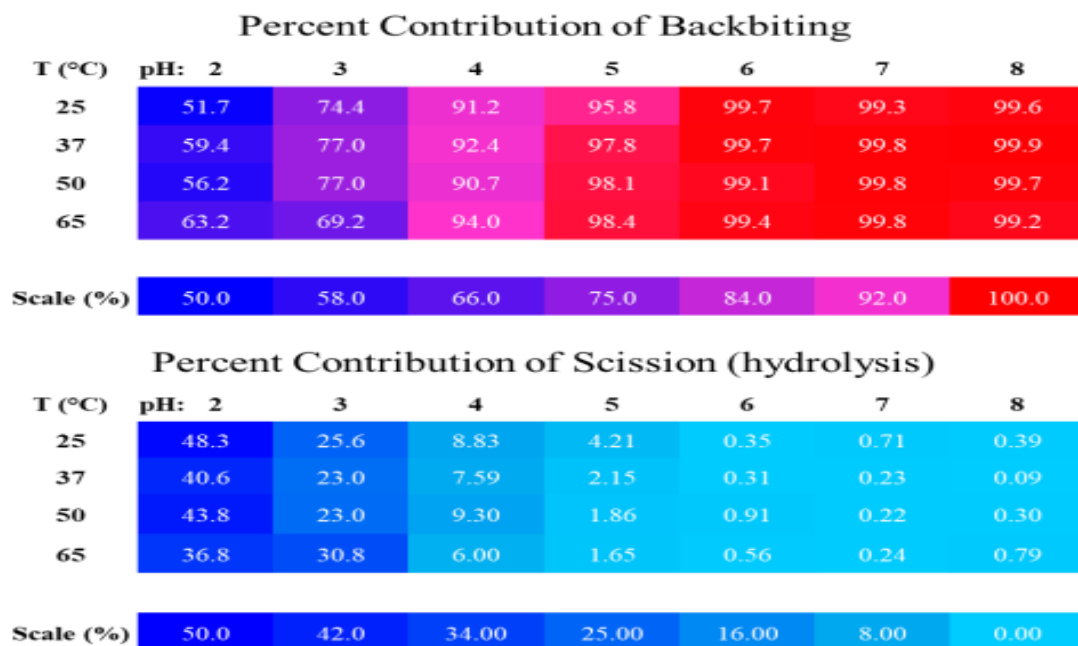 Percent Contribution of Backbiting
T (°C) pH: 2 3 4 5 6 7 8
25 51.7 74.4 91.2 95.8 99.7 99.3 99.6
37 59.4 77.0 92.4 97.8 99.7 99.8 99.9
50 56.2 77.0 90.7 98.1 99.1 99.8 99.7
65 63.2 69.2 94.0 98.4 99.4 99.8 99.2
Scale (%) 50.0 58.0 66.0 75.0 84.0 92.0 100.0
Percent Contribution of Scission (hydrolysis)
T (°C) pH: 2 3 4 5 6 7 8
25 48.3 25.6 8.83 4.21 0.35 0.71 0.39
37 40.6 23.0 7.59 2.15 0.31 0.23 0.09
50 43.8 23.0 9.30 1.86 0.91 0.22 0.30
65 36.8 30.8 6.00 1.65 0.56 0.24 0.79
Scale (%) 50.0 42.0 34.00 25.00 16.00 8.00 0.00